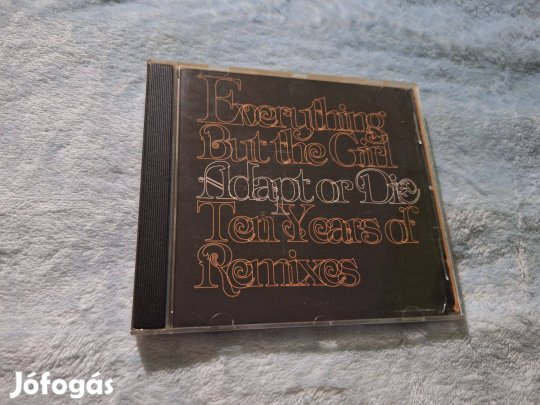 Everything
But the Girl
Adapt or Die
Ten Years of
Remixes
Jófogás